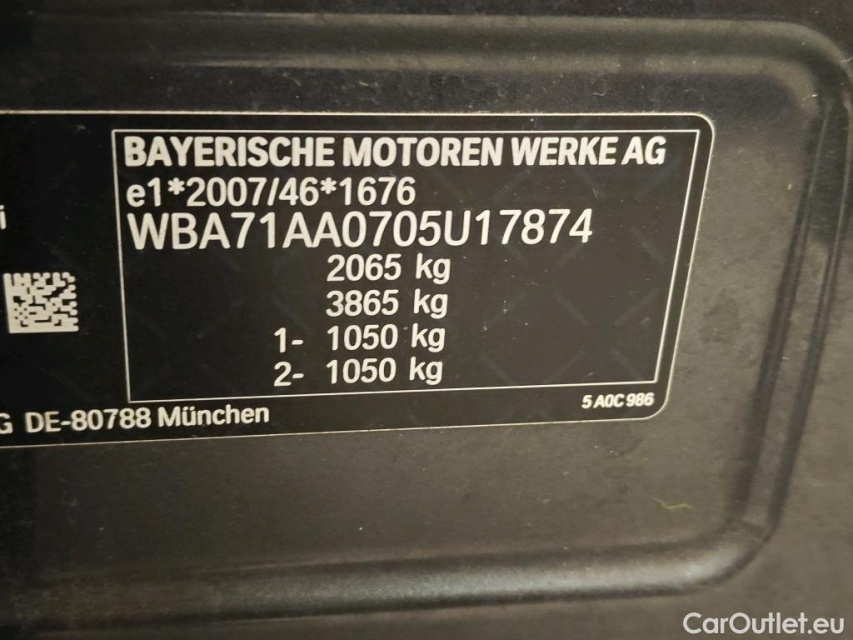 BAYERISCHE MOTOREN WERKE AG
e1*2007/46*1676
WBA71AA0705U17874
2065 kg
3865 kg
1- 1050 kg
2- 1050 kg
5 A0C 986
G DE-80788 München
CarOutlet.eu